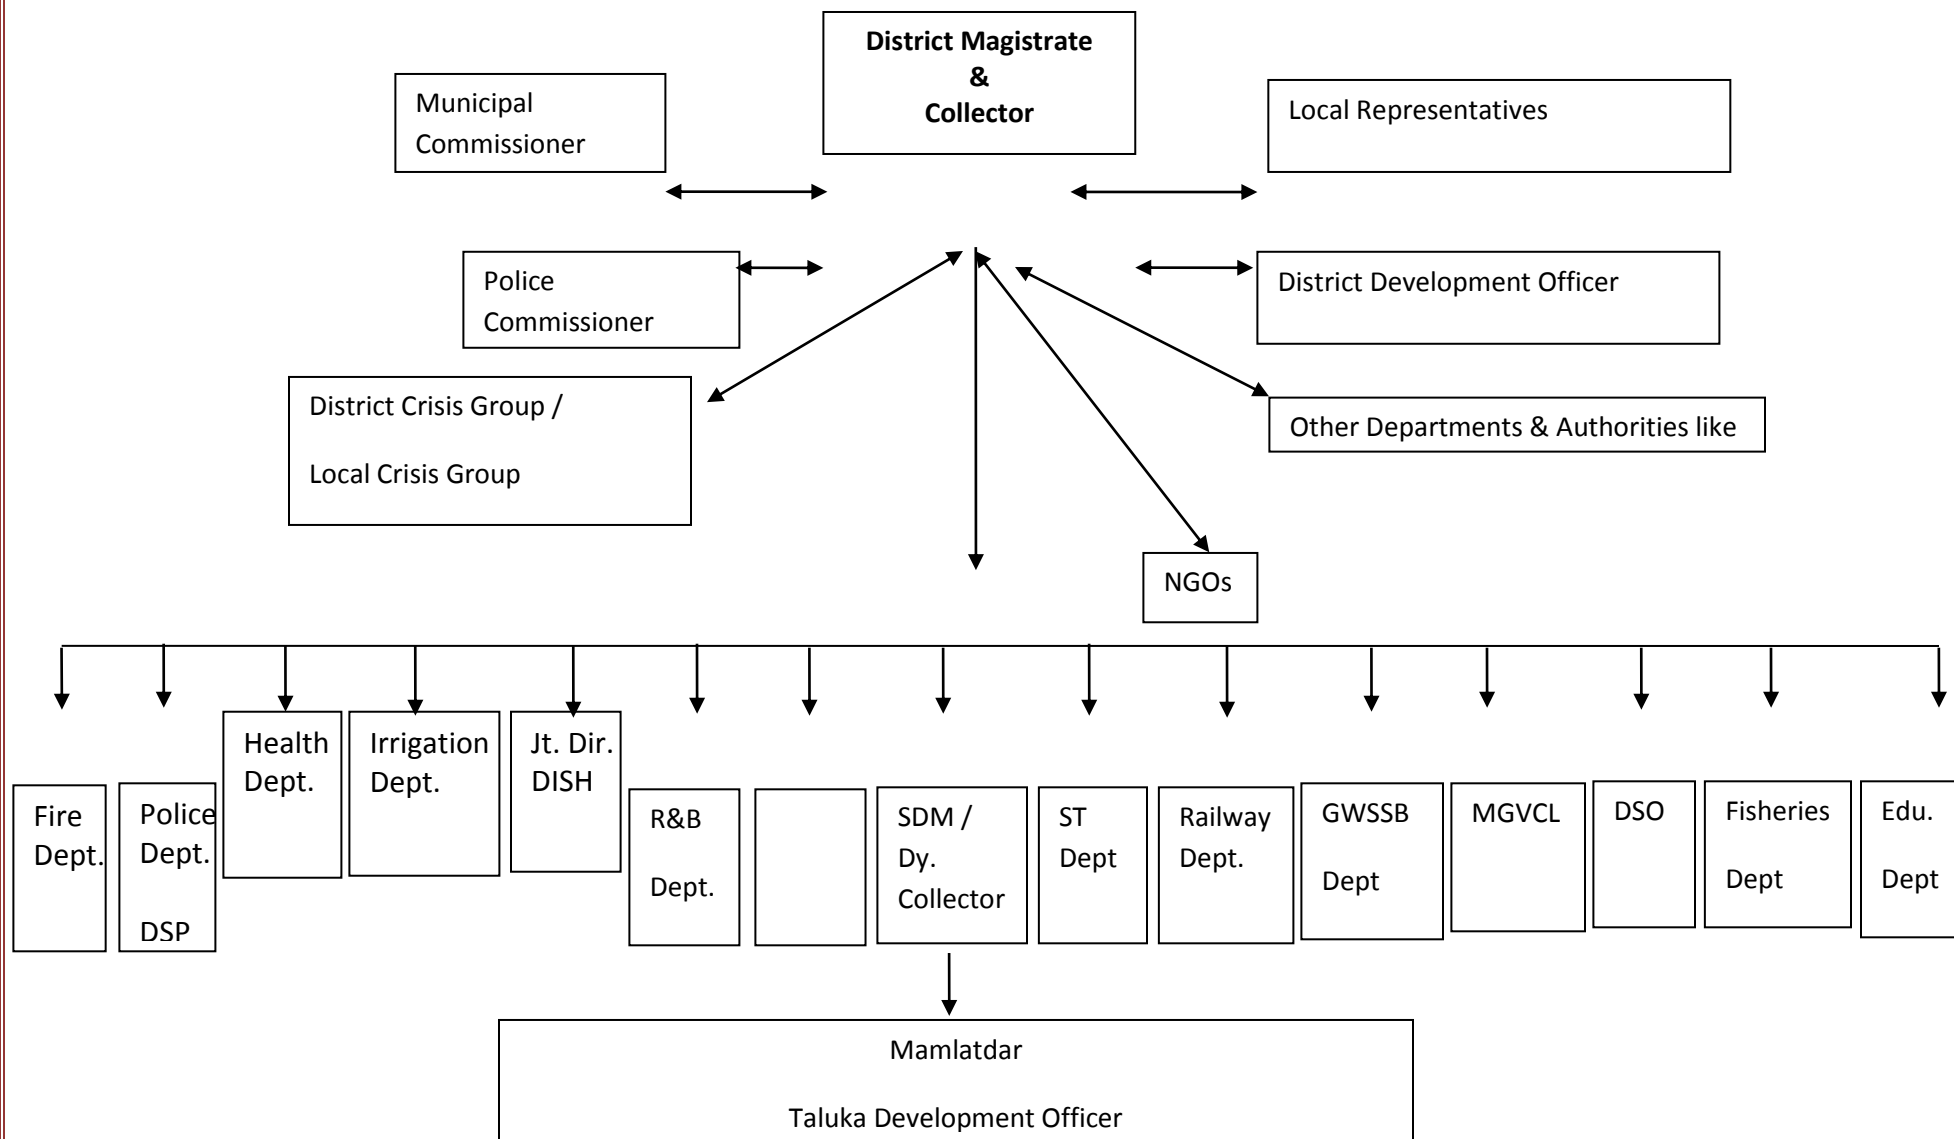 District Magistrate
&
Collector
Municipal
Commissioner
Local Representatives
Police
Commissioner
District Development Officer
District Crisis Group /
Local Crisis Group
Other Departments & Authorities like
NGOs
Fire
Dept.
Police
Dept.
DSP
Health
Dept.
Irrigation
Dept.
Jt. Dir.
DISH
R&B
Dept.
SDM /
Dy.
Collector
ST
Dept
Railway
Dept.
GWSSB
Dept
MGVCL
DSO
Fisheries
Dept
Edu.
Dept
Mamlatdar
Taluka Development Officer